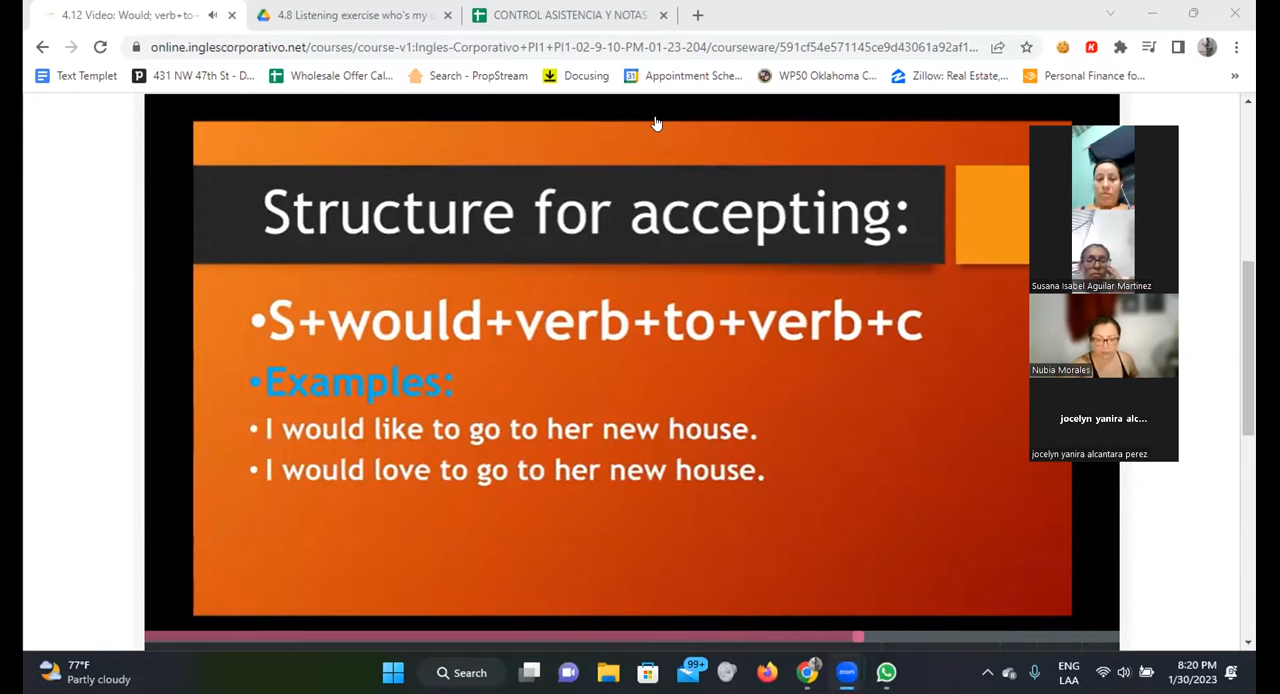 4.12 Video: Would; verb+to+
4.8 Listening exercise who's my
CONTROL ASISTENCIA Y NOTAS
online.inglescorporativo.net/courses/course-v1:Ingles-Corporativo+PI1+PI1-02-9-10-PM-01-23-204/courseware/591cf54e571145ce9d43061a92af1...
Text Templet
431 NW 47th St - D...
Wholesale Offer Cal...
Search - PropStream
Docusing
Appointment Sche...
WP50 Oklahoma C...
Zillow: Real Estate,...
Personal Finance fo...
»
Structure for accepting:
•S+would+verb+to+verb+c
•Examples:
• I would like to go to her new house.
• I would love to go to her new house.
Susana Isabel Aguilar Martinez
Nubia Morales
jocelyn yanira alc...
jocelyn yanira alcantara perez
77°F
Partly cloudy
Search
99+
zoom
ENG
LAA
8:20 PM
1/30/2023